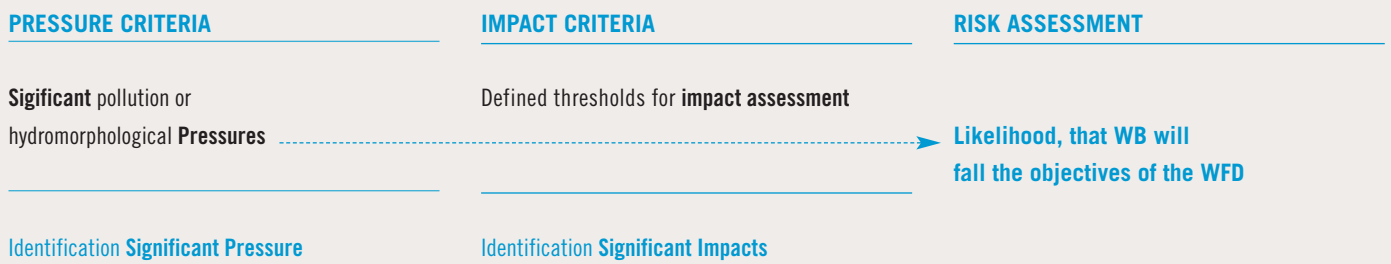 PRESSURE CRITERIA
Sigificant pollution or
hydromorphological Pressures
Identification Significant Pressure
IMPACT CRITERIA
Defined thresholds for impact assessment
Identification Significant Impacts
RISK ASSESSMENT
Likelihood, that WB will
fall the objectives of the WFD